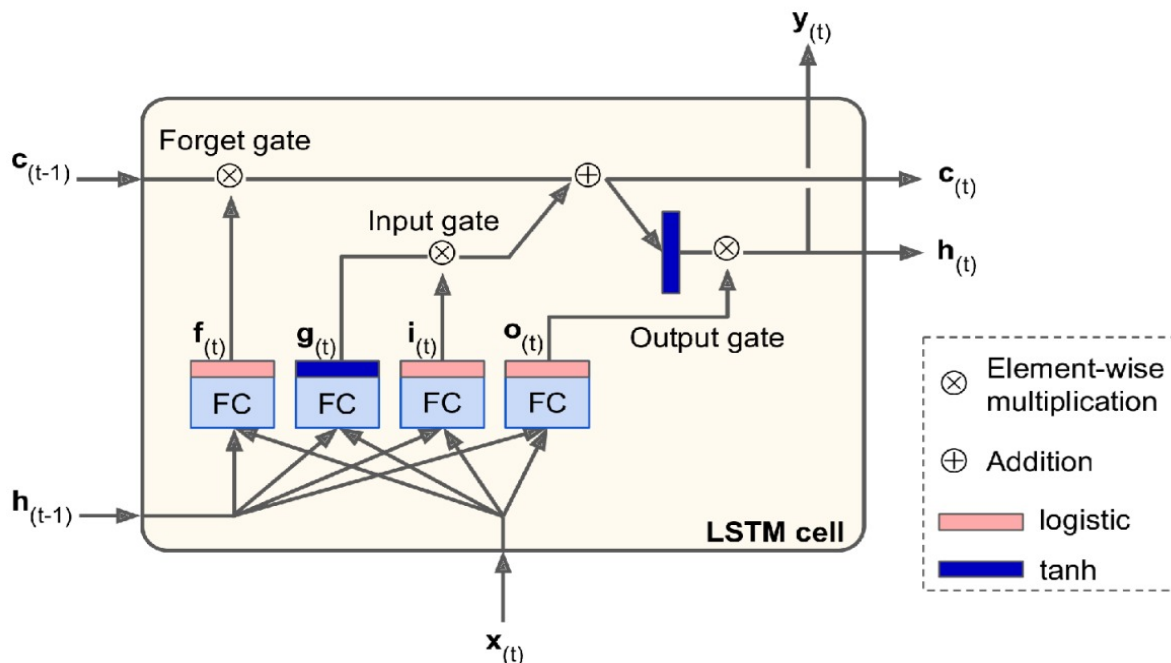 y(t)
Forget gate
c(t-1)
c(t)
Input gate
h(t)
f(t) g(t) i(t) o(t)
Output gate
FC FC FC FC
Element-wise
multiplication
Addition
h(t-1)
logistic
LSTM cell
tanh
x(t)